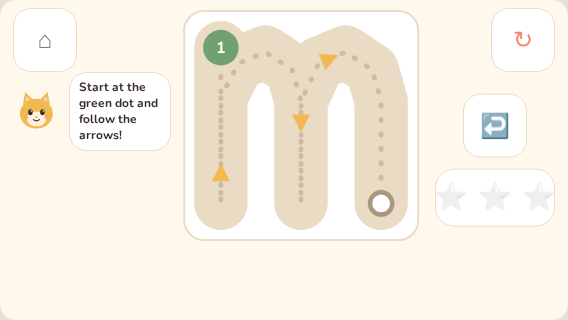 1
Start at the
green dot and
follow the
arrows!